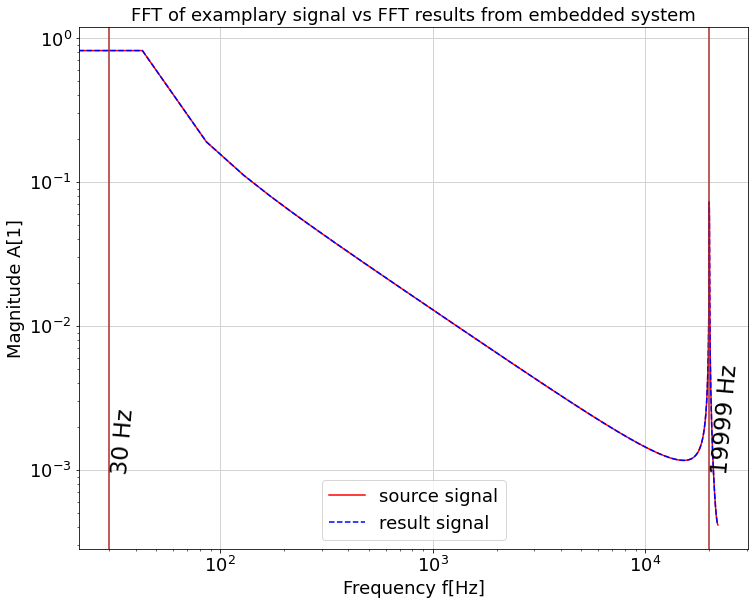 FFT of examplary signal vs FFT results from embedded system
10⁰
10⁻¹
10⁻²
10⁻³
Magnitude A[1]
30 Hz
19999 Hz
source signal
result signal
10² 10³ 10⁴
Frequency f[Hz]